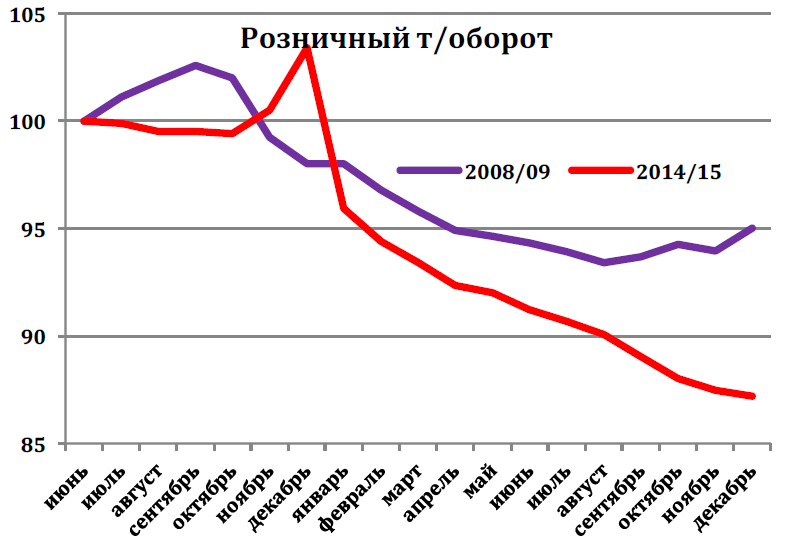 Розничный т/оборот
105
100
95
90
85
2008/09
2014/15
июнь
июль
август
сентябрь
октябрь
ноябрь
декабрь
январь
февраль
март
апрель
май
июнь
июль
август
сентябрь
октябрь
ноябрь
декабрь